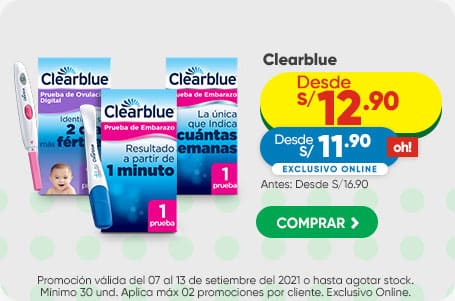 Clearblue
Desde
S/12.90
Desde
S/ 11.90
oh!
EXCLUSIVO ONLINE
Antes: Desde S/16.90
COMPRAR
Clearblue
Prueba de Ovulación
Digital
Identi
2 d
más fért
Clearblue
Prueba de Embarazo
Resultado
a partir de
1 minuto
1
prueba
Clearblue
Prueba de Embarazo
La única
que Indica
cuántas
semanas
1
prueba
Promoción válida del 07 al 13 de setiembre del 2021 o hasta agotar stock.
Mínimo 30 und. Aplica máx 02 promociones por cliente. Exclusivo Online.